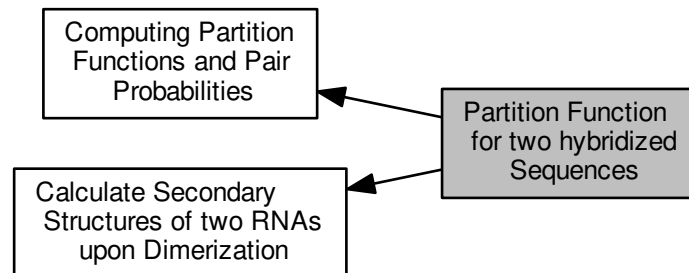 Computing Partition
Functions and Pair
Probabilities
Partition Function
for two hybridized
Sequences
Calculate Secondary
Structures of two RNAs
upon Dimerization